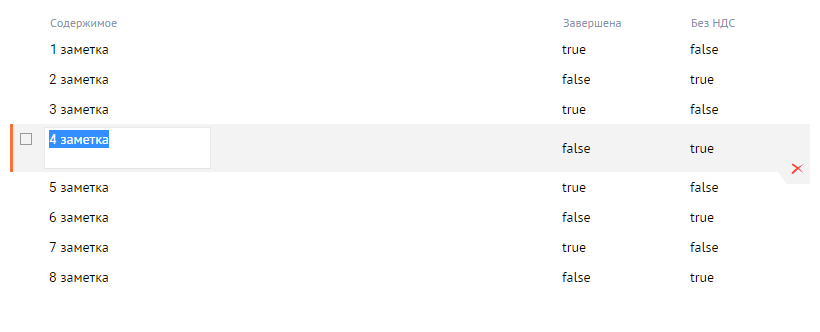 Содержимое Завершена Без НДС
1 заметка true false
2 заметка false true
3 заметка true false
4 заметка false true
5 заметка true false
6 заметка false true
7 заметка true false
8 заметка false true